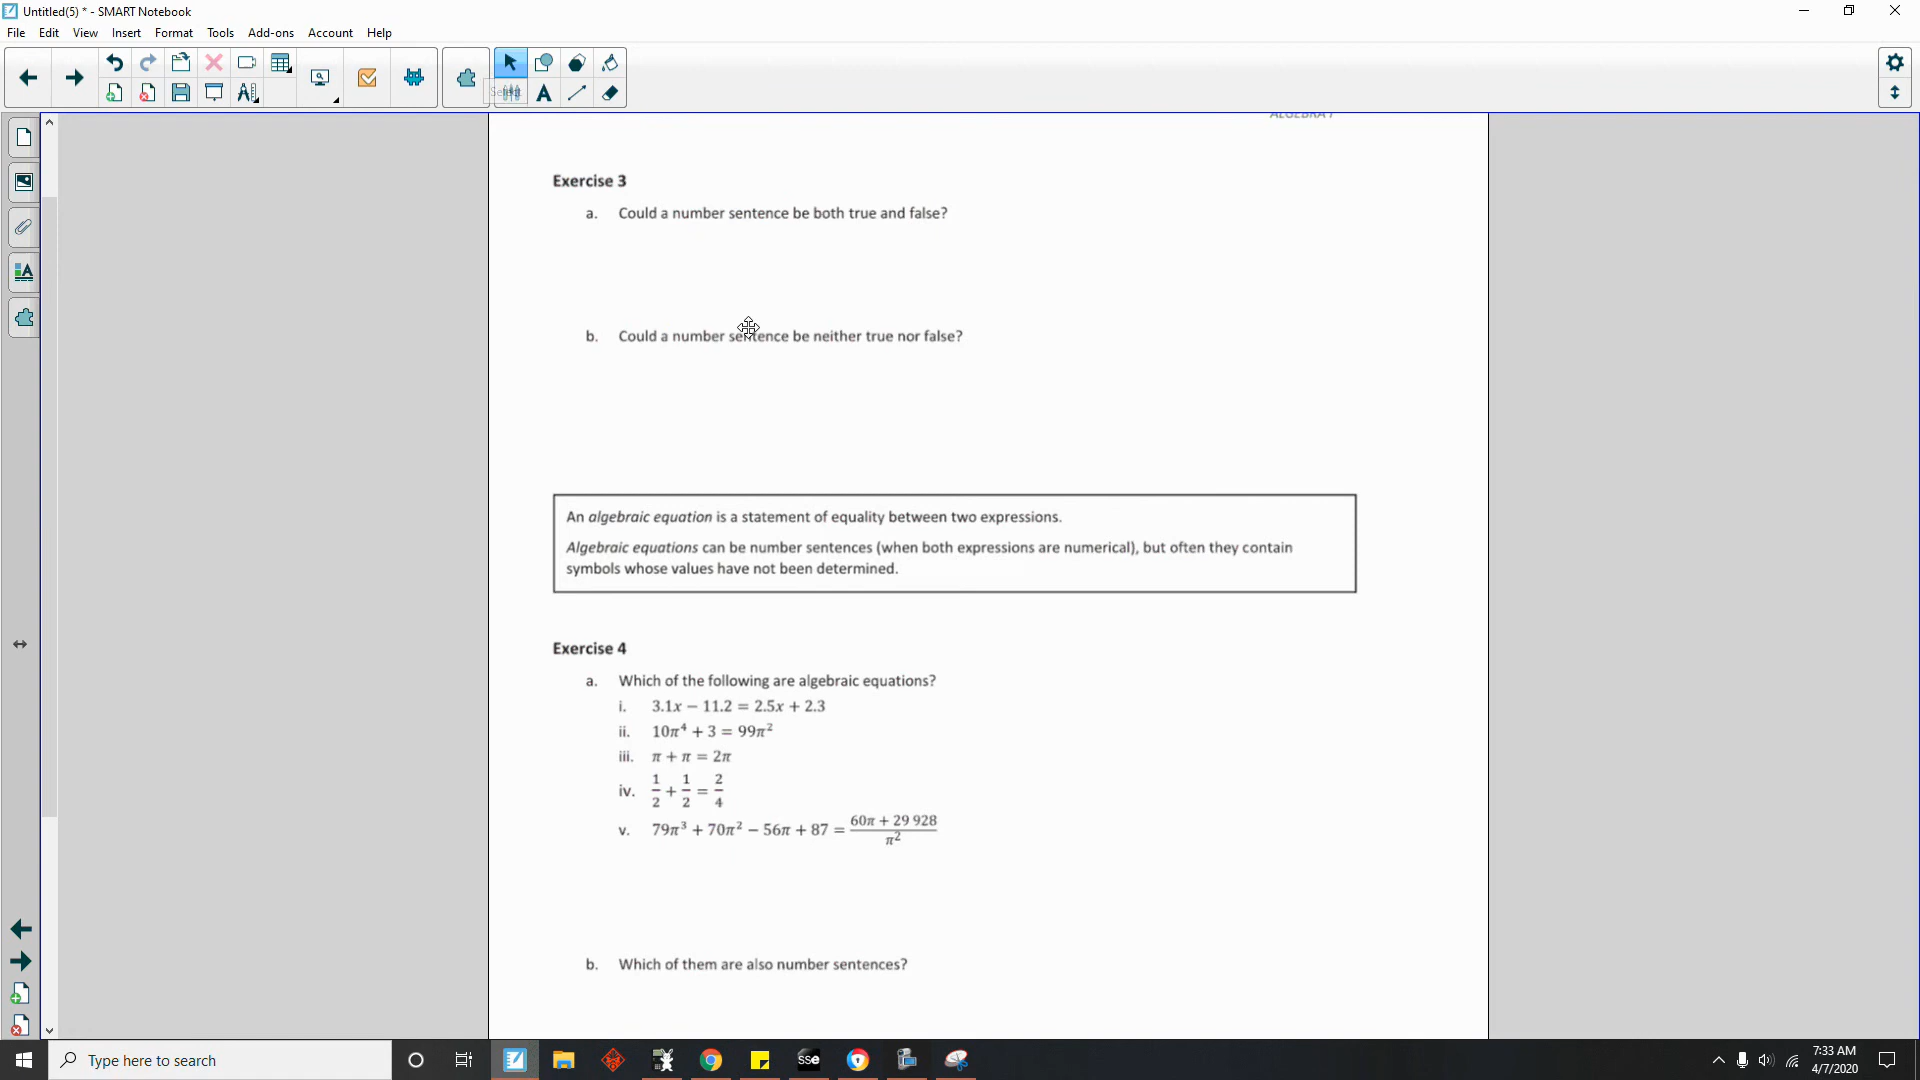 Untitled(5) * - SMART Notebook
File Edit View Insert Format Tools Add-ons Account Help
Select
ALGEBRA I
Exercise 3
a. Could a number sentence be both true and false?
b. Could a number sentence be neither true nor false?
An algebraic equation is a statement of equality between two expressions.
Algebraic equations can be number sentences (when both expressions are numerical), but often they contain
symbols whose values have not been determined.
Exercise 4
a. Which of the following are algebraic equations?
i. 3.1x − 11.2 = 2.5x + 2.3
ii. 10π⁴ + 3 = 99π²
iii. π + π = 2π
iv. 1/2 + 1/2 = 2/4
v. 79π³ + 70π² − 56π + 87 = (60π + 29 928)/π²
b. Which of them are also number sentences?
Type here to search
sse
7:33 AM
4/7/2020